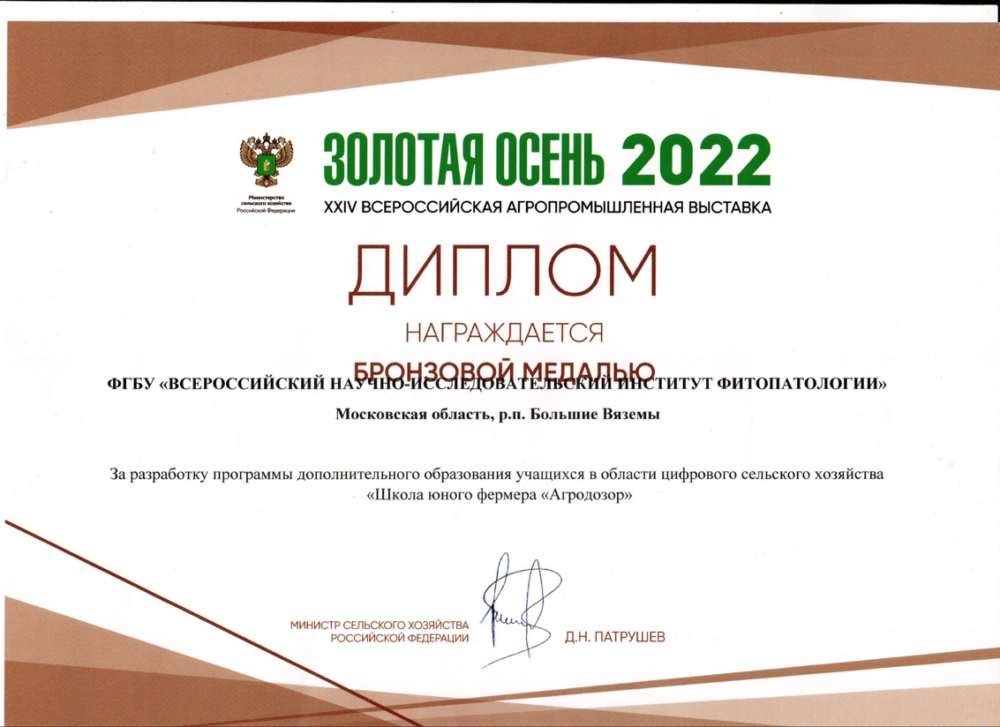 ЗОЛОТАЯ ОСЕНЬ 2022
Министерство
сельского хозяйства
Российской Федерации
XXIV ВСЕРОССИЙСКАЯ АГРОПРОМЫШЛЕННАЯ ВЫСТАВКА
ДИПЛОМ
НАГРАЖДАЕТСЯ
БРОНЗОВОЙ МЕДАЛЬЮ
ФГБУ «ВСЕРОССИЙСКИЙ НАУЧНО-ИССЛЕДОВАТЕЛЬСКИЙ ИНСТИТУТ ФИТОПАТОЛОГИИ»
Московская область, р.п. Большие Вяземы
За разработку программы дополнительного образования учащихся в области цифрового сельского хозяйства
«Школа юного фермера «Агродозор»
МИНИСТР СЕЛЬСКОГО ХОЗЯЙСТВА
РОССИЙСКОЙ ФЕДЕРАЦИИ
Д.Н. ПАТРУШЕВ